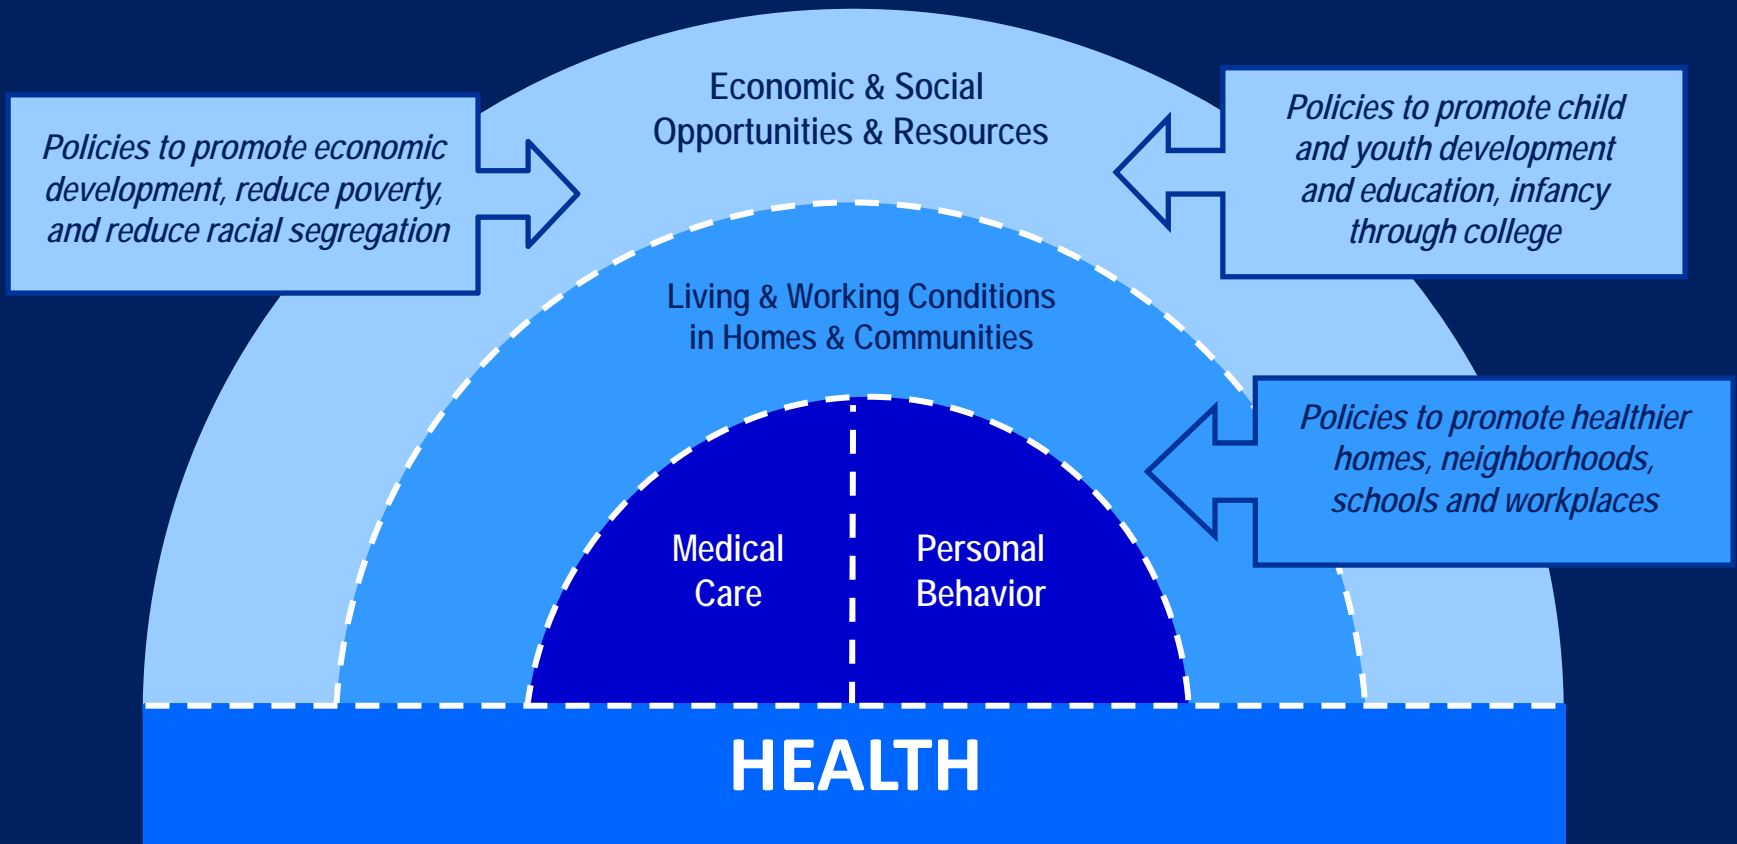 Economic & Social
Opportunities & Resources
Policies to promote economic
development, reduce poverty,
and reduce racial segregation
Policies to promote child
and youth development
and education, infancy
through college
Living & Working Conditions
in Homes & Communities
Policies to promote healthier
homes, neighborhoods,
schools and workplaces
Medical
Care
Personal
Behavior
HEALTH